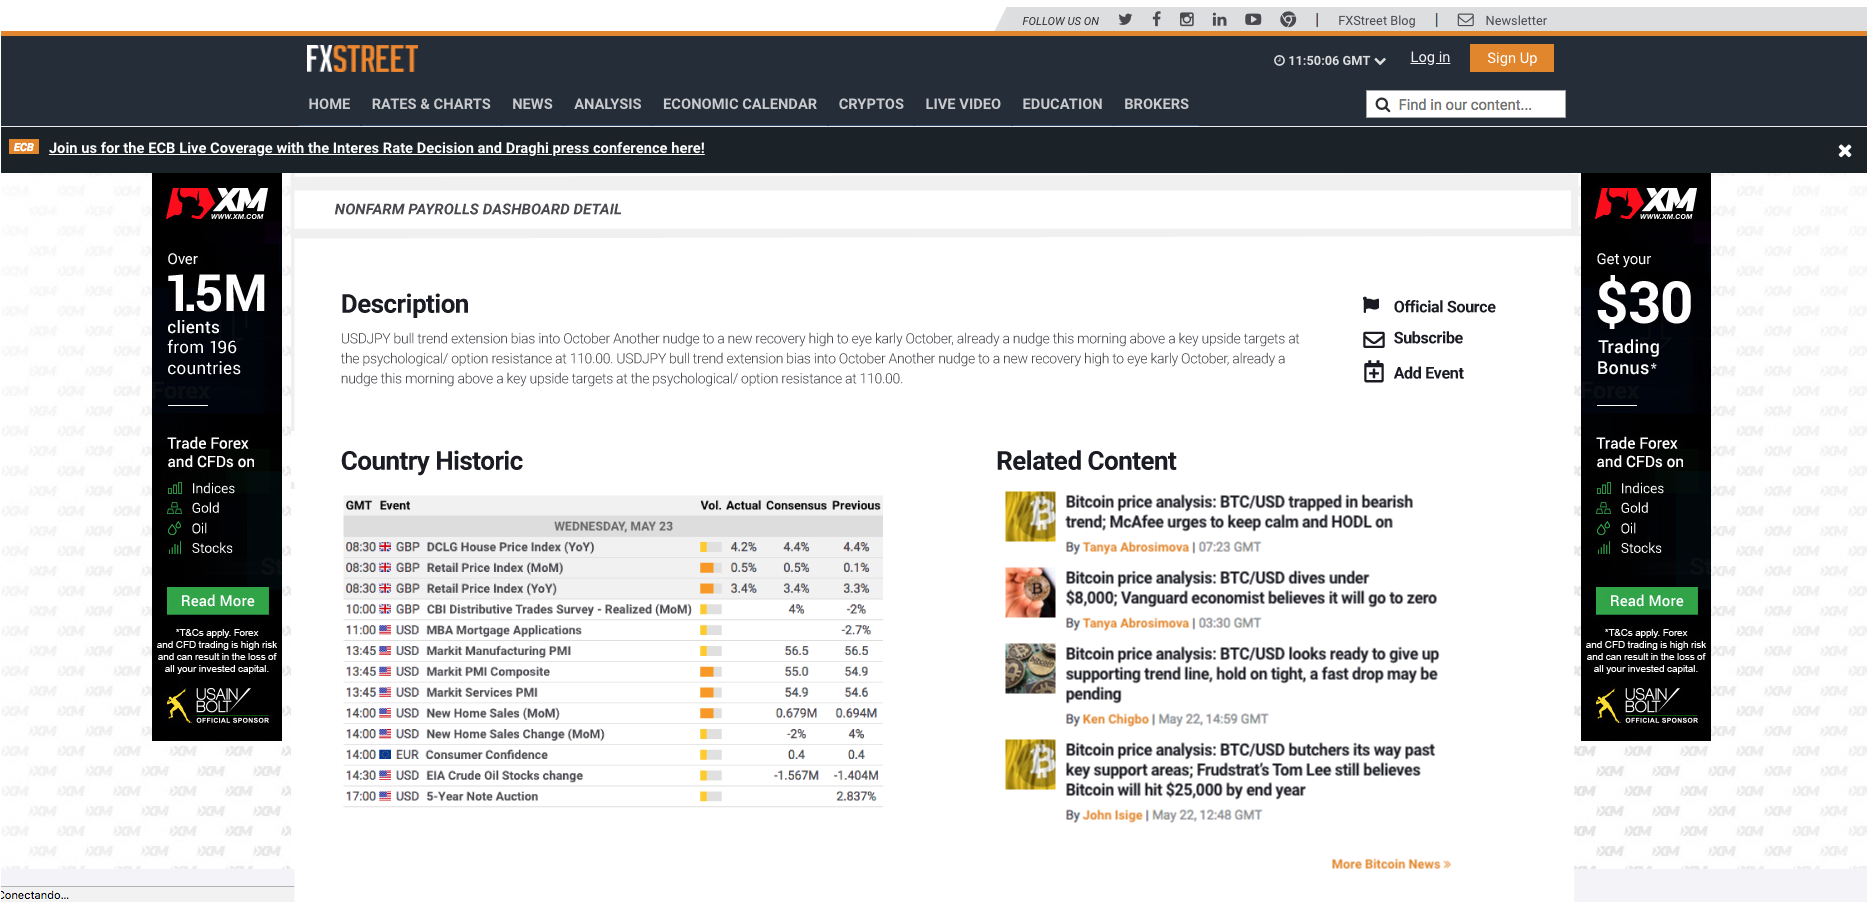 FOLLOW US ON | FXStreet Blog | Newsletter
FXSTREET
11:50:06 GMT Log in Sign Up
HOME RATES & CHARTS NEWS ANALYSIS ECONOMIC CALENDAR CRYPTOS LIVE VIDEO EDUCATION BROKERS
Find in our content...
ECB Join us for the ECB Live Coverage with the Interes Rate Decision and Draghi press conference here!
XM
WWW.XM.COM
Over
1.5M
clients
from 196
countries
Forex
Trade Forex
and CFDs on
Indices
Gold
Oil
Stocks
Read More
*T&Cs apply. Forex
and CFD trading is high risk
and can result in the loss of
all your invested capital.
USAIN
BOLT
OFFICIAL SPONSOR
NONFARM PAYROLLS DASHBOARD DETAIL
Description
USDJPY bull trend extension bias into October Another nudge to a new recovery high to eye karly October, already a nudge this morning above a key upside targets at
the psychological/ option resistance at 110.00. USDJPY bull trend extension bias into October Another nudge to a new recovery high to eye karly October, already a
nudge this morning above a key upside targets at the psychological/ option resistance at 110.00.
Official Source
Subscribe
Add Event
Country Historic
GMT Event Vol. Actual Consensus Previous
WEDNESDAY, MAY 23
08:30 GBP DCLG House Price Index (YoY) 4.2% 4.4% 4.4%
08:30 GBP Retail Price Index (MoM) 0.5% 0.5% 0.1%
08:30 GBP Retail Price Index (YoY) 3.4% 3.4% 3.3%
10:00 GBP CBI Distributive Trades Survey - Realized (MoM) 4% -2%
11:00 USD MBA Mortgage Applications -2.7%
13:45 USD Markit Manufacturing PMI 56.5 56.5
13:45 USD Markit PMI Composite 55.0 54.9
13:45 USD Markit Services PMI 54.9 54.6
14:00 USD New Home Sales (MoM) 0.679M 0.694M
14:00 USD New Home Sales Change (MoM) -2% 4%
14:00 EUR Consumer Confidence 0.4 0.4
14:30 USD EIA Crude Oil Stocks change -1.567M -1.404M
17:00 USD 5-Year Note Auction 2.837%
Related Content
Bitcoin price analysis: BTC/USD trapped in bearish
trend; McAfee urges to keep calm and HODL on
By Tanya Abrosimova | 07:23 GMT
Bitcoin price analysis: BTC/USD dives under
$8,000; Vanguard economist believes it will go to zero
By Tanya Abrosimova | 03:30 GMT
Bitcoin price analysis: BTC/USD looks ready to give up
supporting trend line, hold on tight, a fast drop may be
pending
By Ken Chigbo | May 22, 14:59 GMT
Bitcoin price analysis: BTC/USD butchers its way past
key support areas; Frudstrat's Tom Lee still believes
Bitcoin will hit $25,000 by end year
By John Isige | May 22, 12:48 GMT
More Bitcoin News »
XM
WWW.XM.COM
Get your
$30
Trading
Bonus*
Forex
Trade Forex
and CFDs on
Indices
Gold
Oil
Stocks
Read More
*T&Cs apply. Forex
and CFD trading is high risk
and can result in the loss of
all your invested capital.
USAIN
BOLT
OFFICIAL SPONSOR
Conectando...